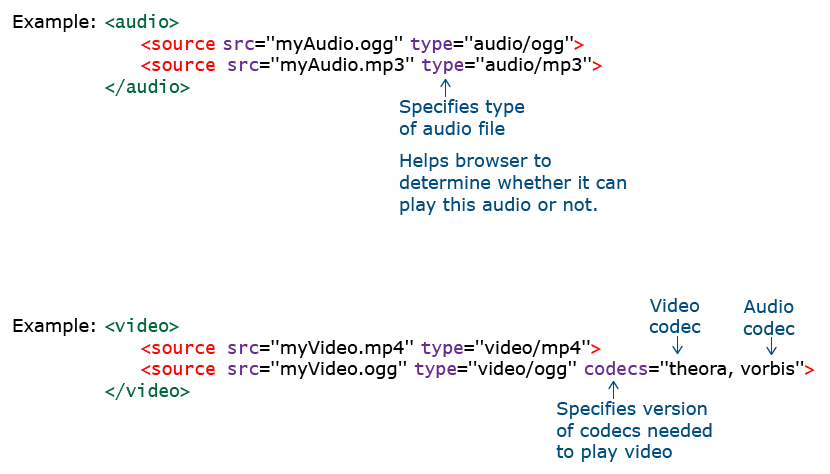 Example: <audio>
<source src="myAudio.ogg" type="audio/ogg">
<source src="myAudio.mp3" type="audio/mp3">
</audio>
Specifies type
of audio file
Helps browser to
determine whether it can
play this audio or not.
Video
codec
Audio
codec
Example: <video>
<source src="myVideo.mp4" type="video/mp4">
<source src="myVideo.ogg" type="video/ogg" codecs="theora, vorbis">
</video>
Specifies version
of codecs needed
to play video